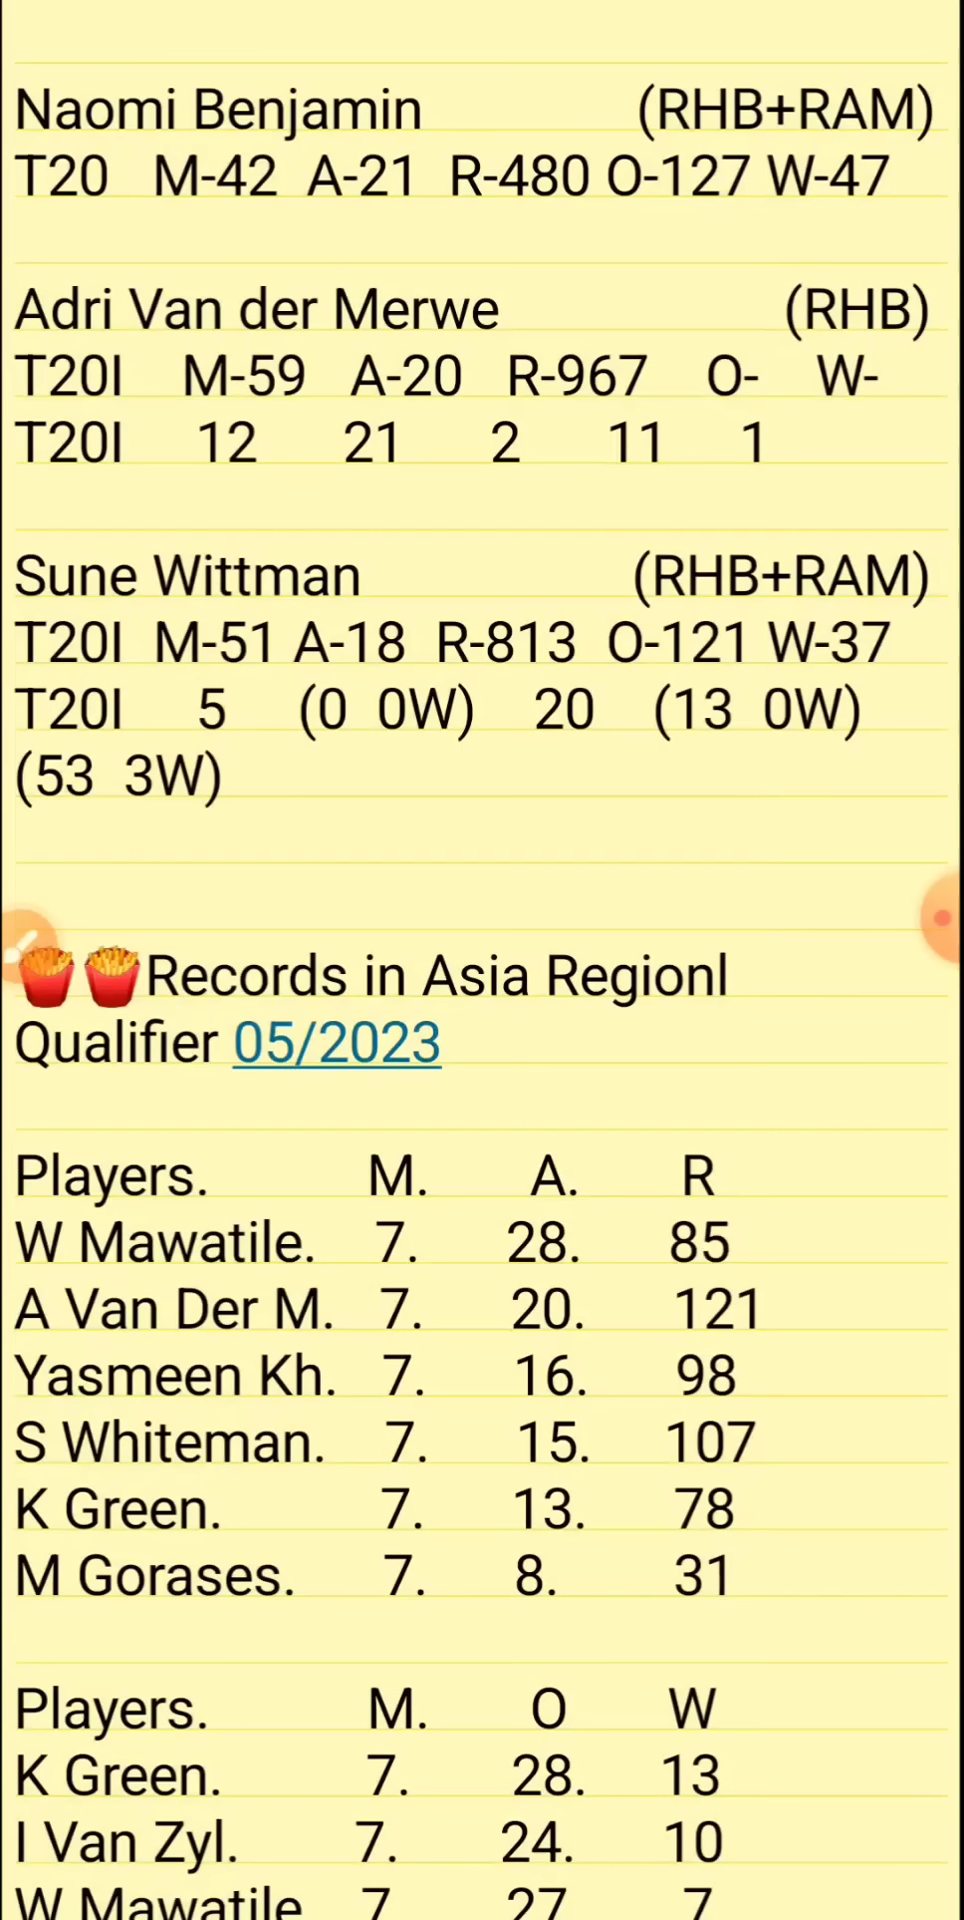 Naomi Benjamin (RHB+RAM)
T20 M-42 A-21 R-480 O-127 W-47
Adri Van der Merwe (RHB)
T20I M-59 A-20 R-967 O- W-
T20I 12 21 2 11 1
Sune Wittman (RHB+RAM)
T20I M-51 A-18 R-813 O-121 W-37
T20I 5 (0 0W) 20 (13 0W)
(53 3W)
🍟🍟Records in Asia Regionl
Qualifier 05/2023
Players. M. A. R
W Mawatile. 7. 28. 85
A Van Der M. 7. 20. 121
Yasmeen Kh. 7. 16. 98
S Whiteman. 7. 15. 107
K Green. 7. 13. 78
M Gorases. 7. 8. 31
Players. M. O W
K Green. 7. 28. 13
I Van Zyl. 7. 24. 10
W Mawatile 7 27 7